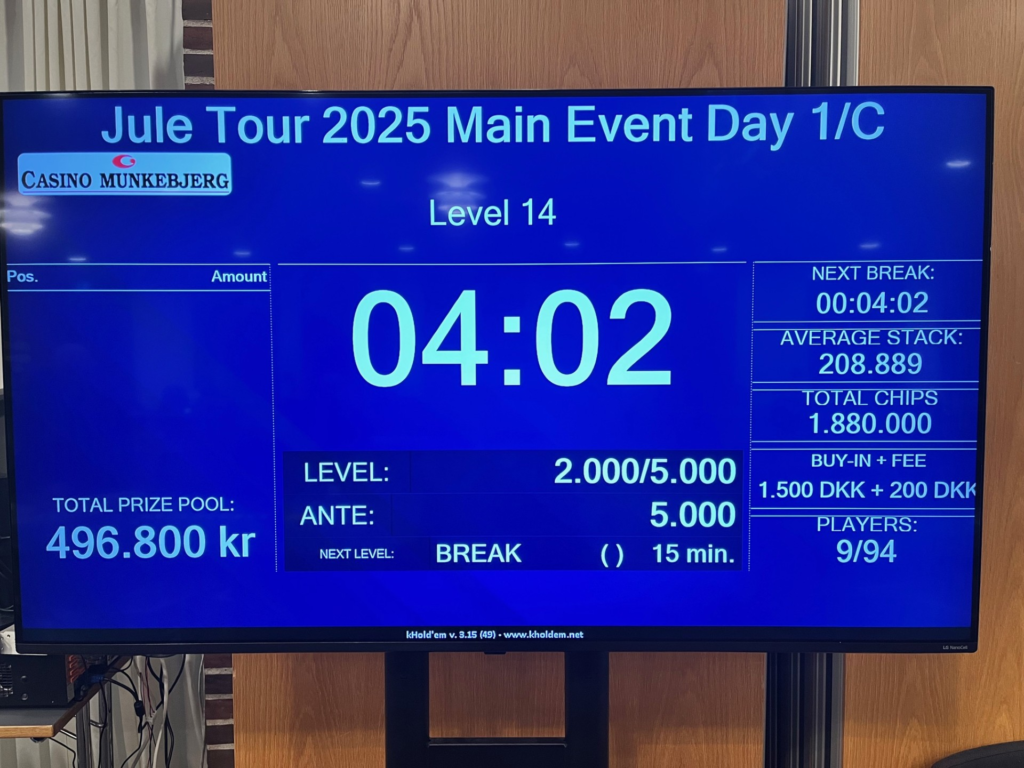 Jule Tour 2025 Main Event Day 1/C
CASINO MUNKEBJERG
Level 14
Pos. Amount
04:02
NEXT BREAK:
00:04:02
AVERAGE STACK:
208.889
TOTAL CHIPS
1.880.000
BUY-IN + FEE
1.500 DKK + 200 DKK
PLAYERS:
9/94
LEVEL: 2.000/5.000
ANTE: 5.000
NEXT LEVEL: BREAK ( ) 15 min.
TOTAL PRIZE POOL:
496.800 kr
kHold'em v. 3.15 (49) - www.kholdem.net
LG NanoCell